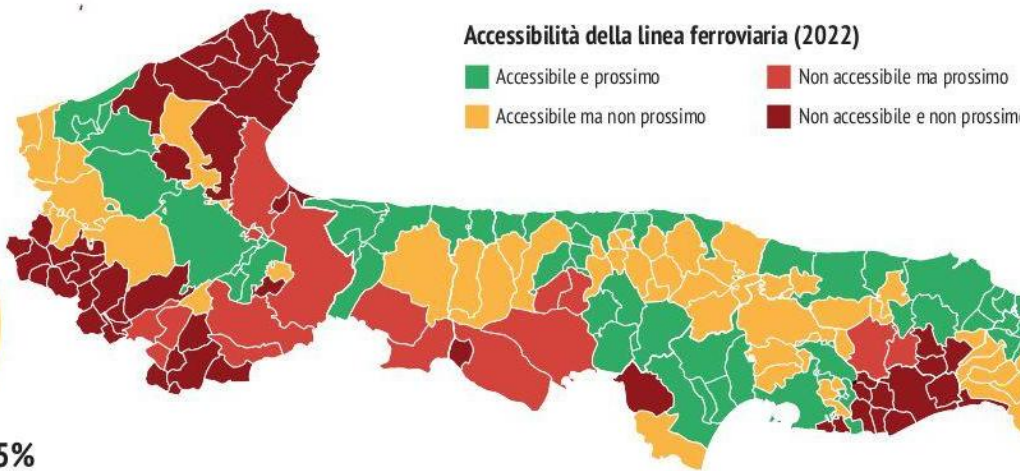 Accessibilità della linea ferroviaria (2022)
Accessibile e prossimo
Non accessibile ma prossimo
Accessibile ma non prossimo
Non accessibile e non prossim
5%